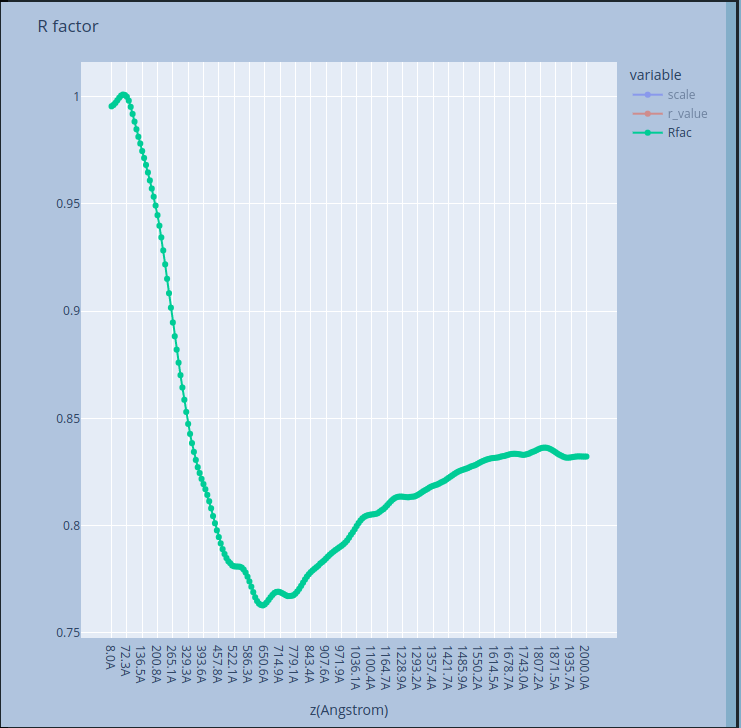 R factor
variable
scale
r_value
Rfac
1
0.95
0.9
0.85
0.8
0.75
8.0A
72.3A
136.5A
200.8A
265.1A
329.3A
393.6A
457.8A
522.1A
586.3A
650.6A
714.9A
779.1A
843.4A
907.6A
971.9A
1036.1A
1100.4A
1164.7A
1228.9A
1293.2A
1357.4A
1421.7A
1485.9A
1550.2A
1614.5A
1678.7A
1743.0A
1807.2A
1871.5A
1935.7A
2000.0A
z(Angstrom)